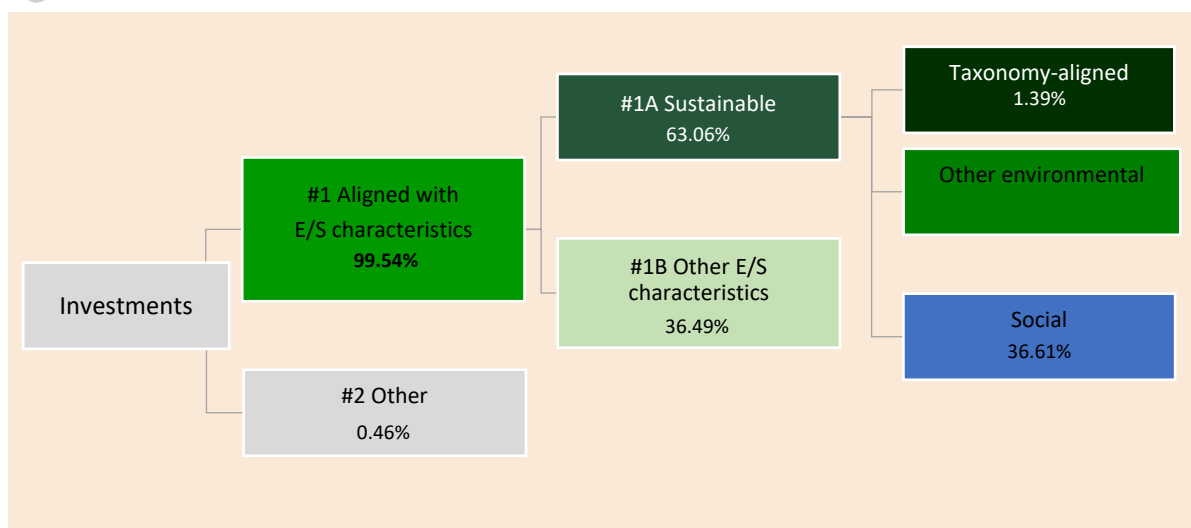 Investments
#1 Aligned with
E/S characteristics
99.54%
#2 Other
0.46%
#1A Sustainable
63.06%
#1B Other E/S
characteristics
36.49%
Taxonomy-aligned
1.39%
Other environmental
Social
36.61%